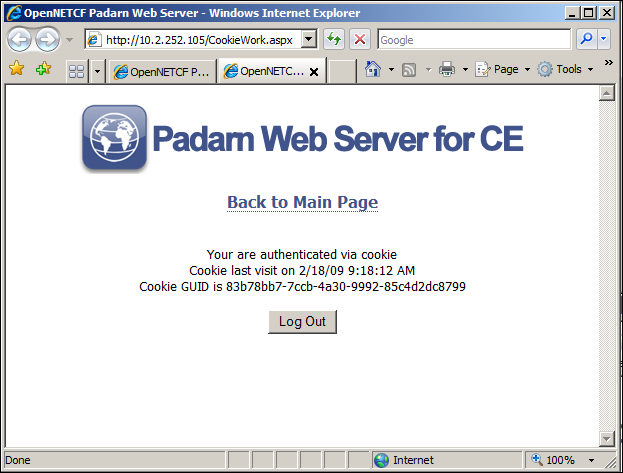 OpenNETCF Padarn Web Server - Windows Internet Explorer
http://10.2.252.105/CookieWork.aspx
Google
OpenNETCF P...
OpenNETC...
Page
Tools
»
Padarn Web Server for CE
Back to Main Page
Your are authenticated via cookie
Cookie last visit on 2/18/09 9:18:12 AM
Cookie GUID is 83b78bb7-7ccb-4a30-9992-85c4d2dc8799
Log Out
Done
Internet
100%